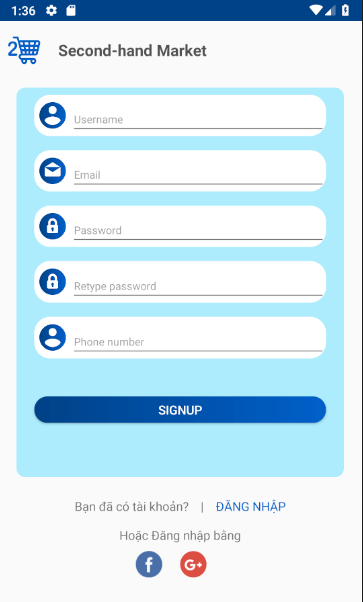 1:36
2 Second-hand Market
Username
Email
Password
Retype password
Phone number
SIGNUP
Bạn đã có tài khoản? | ĐĂNG NHẬP
Hoặc Đăng nhập bằng
f G+